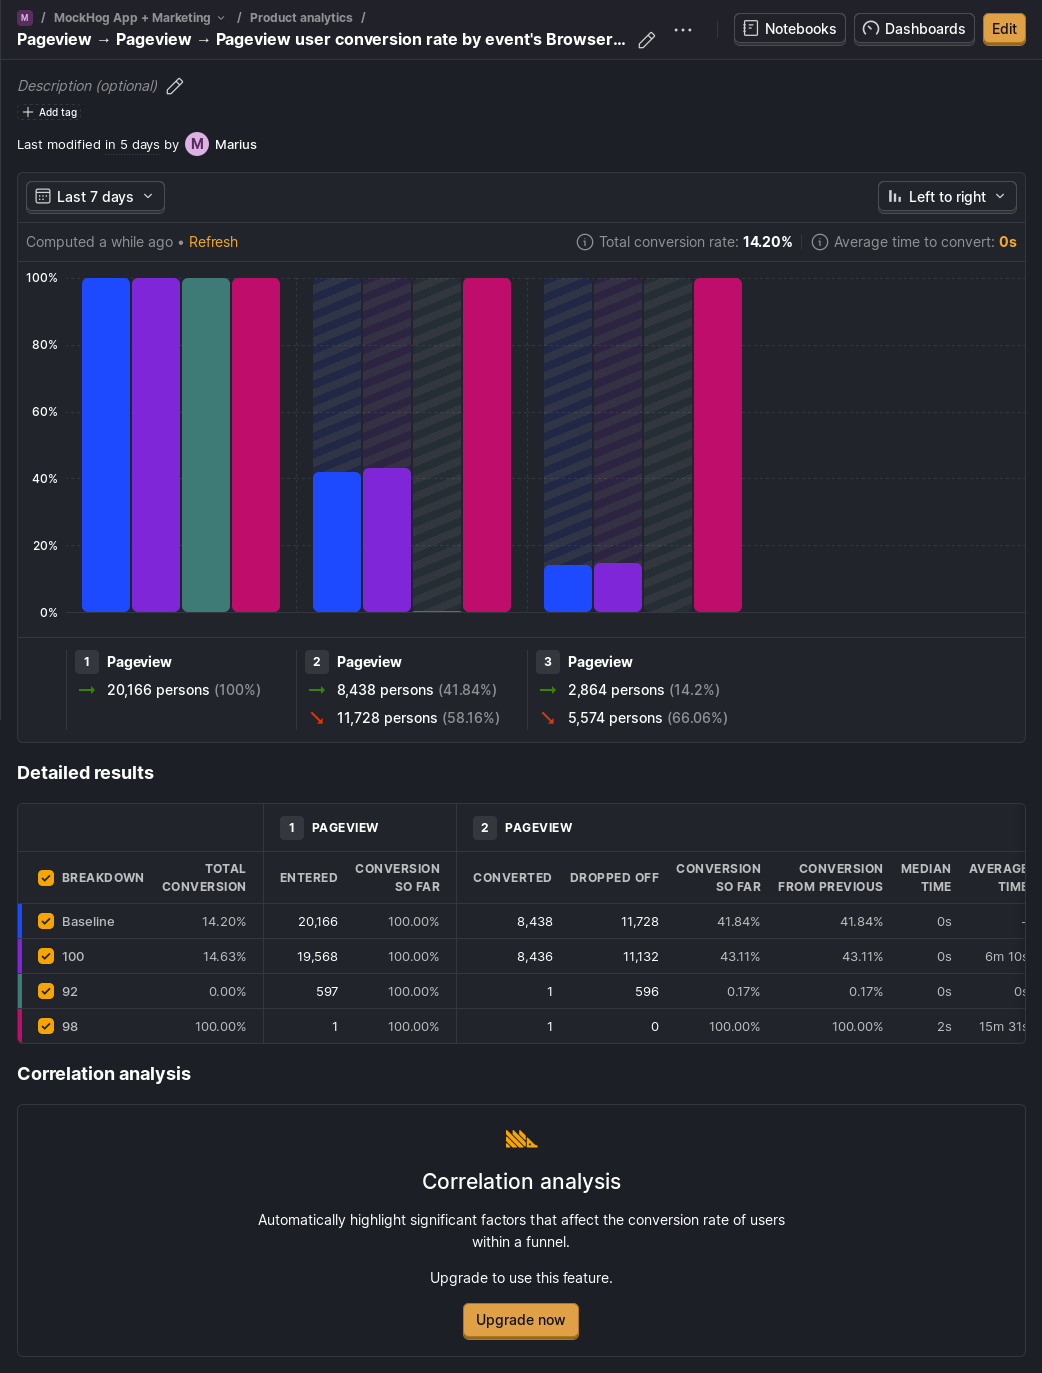 M / MockHog App + Marketing / Product analytics /
Pageview → Pageview → Pageview user conversion rate by event's Browser...
Notebooks
Dashboards
Edit
Description (optional)
Add tag
Last modified in 5 days by M Marius
Last 7 days
Left to right
Computed a while ago • Refresh
Total conversion rate: 14.20%
Average time to convert: 0s
100%
80%
60%
40%
20%
0%
1 Pageview
20,166 persons (100%)
2 Pageview
8,438 persons (41.84%)
11,728 persons (58.16%)
3 Pageview
2,864 persons (14.2%)
5,574 persons (66.06%)
Detailed results
1 PAGEVIEW 2 PAGEVIEW
BREAKDOWN TOTAL CONVERSION ENTERED CONVERSION SO FAR CONVERTED DROPPED OFF CONVERSION SO FAR CONVERSION FROM PREVIOUS MEDIAN TIME AVERAGE TIME
Baseline 14.20% 20,166 100.00% 8,438 11,728 41.84% 41.84% 0s -
100 14.63% 19,568 100.00% 8,436 11,132 43.11% 43.11% 0s 6m 10s
92 0.00% 597 100.00% 1 596 0.17% 0.17% 0s 0s
98 100.00% 1 100.00% 1 0 100.00% 100.00% 2s 15m 31s
Correlation analysis
Correlation analysis
Automatically highlight significant factors that affect the conversion rate of users
within a funnel.
Upgrade to use this feature.
Upgrade now